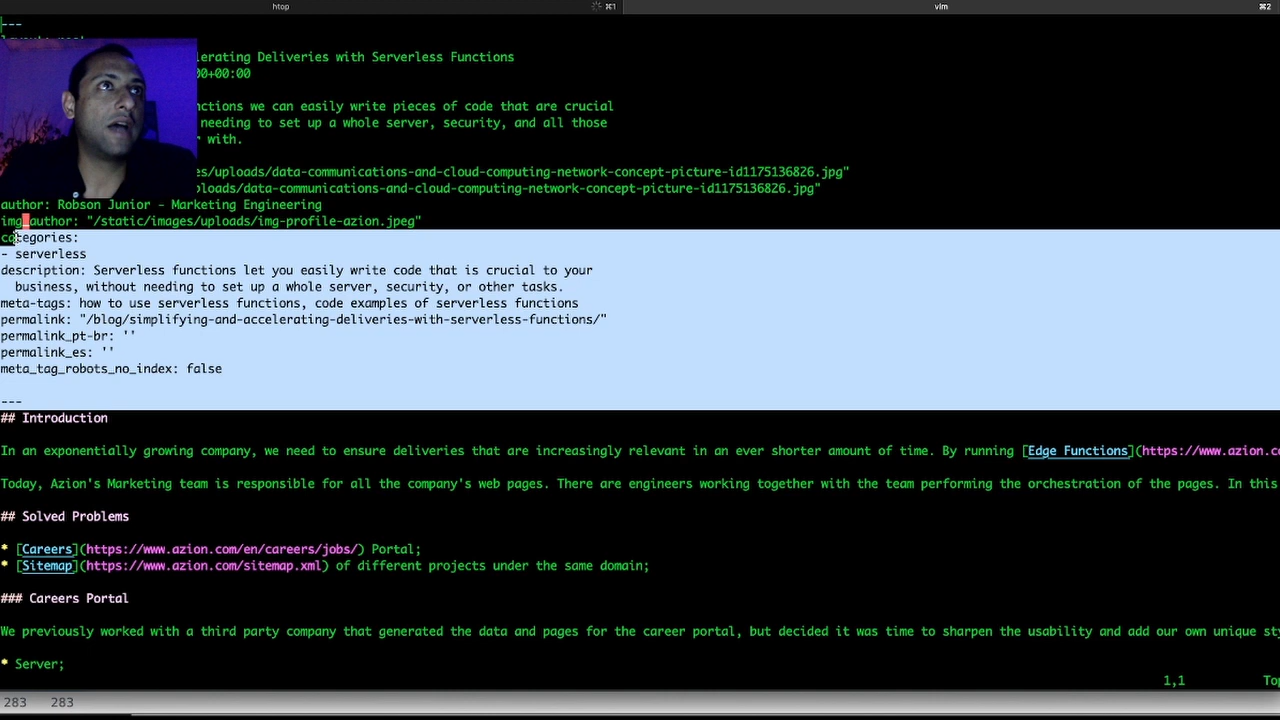 htop ⌘1 vim ⌘2
---
lerating Deliveries with Serverless Functions
00+00:00
nctions we can easily write pieces of code that are crucial
needing to set up a whole server, security, and all those
with.
es/uploads/data-communications-and-cloud-computing-network-concept-picture-id1175136826.jpg"
ploads/data-communications-and-cloud-computing-network-concept-picture-id1175136826.jpg"
author: Robson Junior - Marketing Engineering
img_author: "/static/images/uploads/img-profile-azion.jpeg"
categories:
- serverless
description: Serverless functions let you easily write code that is crucial to your
business, without needing to set up a whole server, security, or other tasks.
meta-tags: how to use serverless functions, code examples of serverless functions
permalink: "/blog/simplifying-and-accelerating-deliveries-with-serverless-functions/"
permalink_pt-br: ''
permalink_es: ''
meta_tag_robots_no_index: false
---
## Introduction
In an exponentially growing company, we need to ensure deliveries that are increasingly relevant in an ever shorter amount of time. By running [Edge Functions](https://www.azion.c
Today, Azion's Marketing team is responsible for all the company's web pages. There are engineers working together with the team performing the orchestration of the pages. In this
## Solved Problems
* [Careers](https://www.azion.com/en/careers/jobs/) Portal;
* [Sitemap](https://www.azion.com/sitemap.xml) of different projects under the same domain;
### Careers Portal
We previously worked with a third party company that generated the data and pages for the career portal, but decided it was time to sharpen the usability and add our own unique sty
* Server;
1,1 Top
283 283